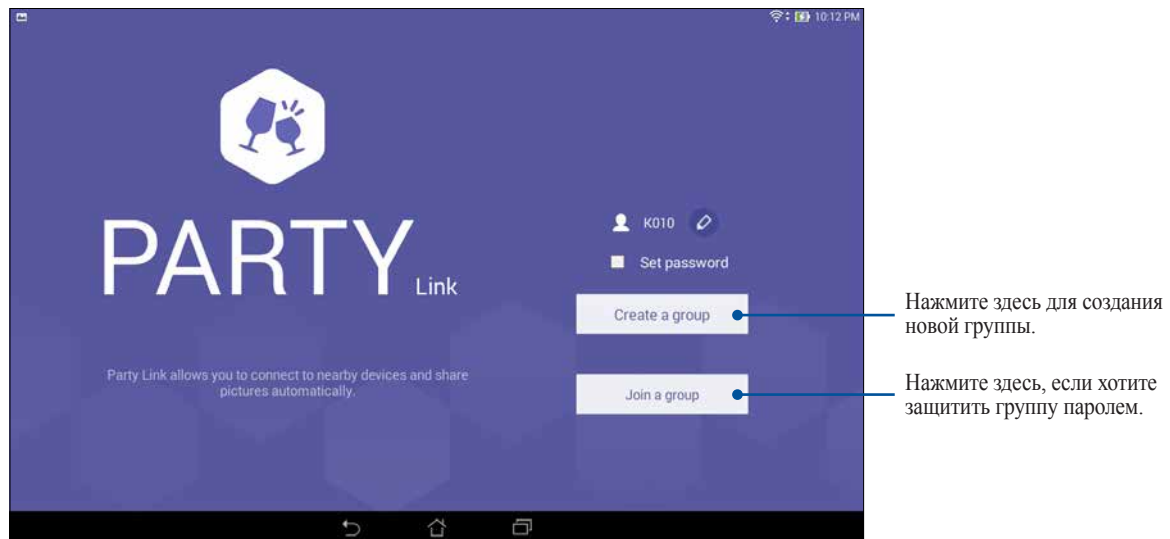 10:12 PM
PARTY Link
K010
Set password
Create a group
Join a group
Party Link allows you to connect to nearby devices and share
pictures automatically.
Нажмите здесь для создания
новой группы.
Нажмите здесь, если хотите
защитить группу паролем.